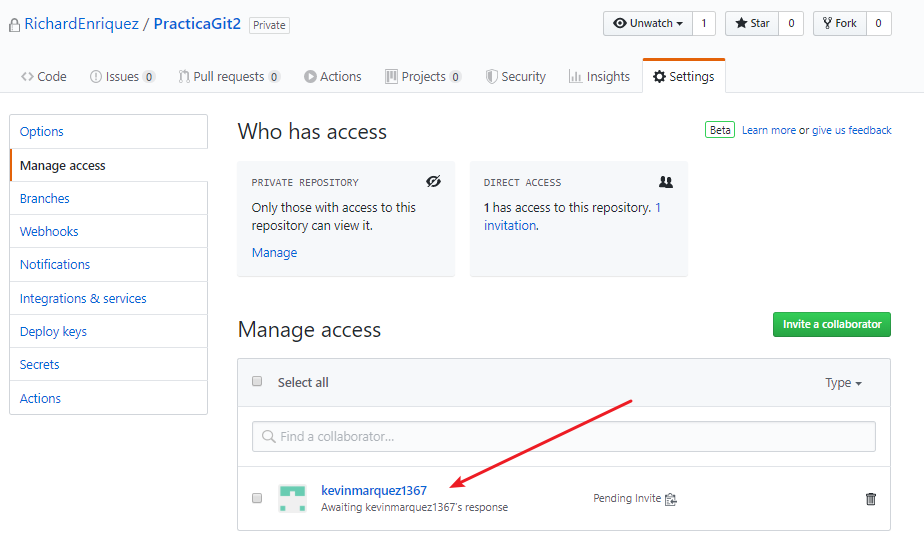 RichardEnriquez / PracticaGit2 Private
Unwatch 1 Star 0 Fork 0
Code Issues 0 Pull requests 0 Actions Projects 0 Security Insights Settings
Options
Manage access
Branches
Webhooks
Notifications
Integrations & services
Deploy keys
Secrets
Actions
Who has access
Beta Learn more or give us feedback
PRIVATE REPOSITORY
Only those with access to this
repository can view it.
Manage
DIRECT ACCESS
1 has access to this repository. 1
invitation.
Manage access
Invite a collaborator
Select all Type
Find a collaborator...
kevinmarquez1367
Awaiting kevinmarquez1367's response
Pending Invite